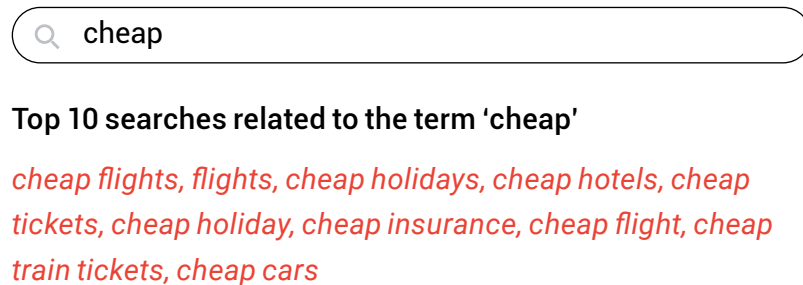 cheap
Top 10 searches related to the term ‘cheap’
cheap flights, flights, cheap holidays, cheap hotels, cheap
tickets, cheap holiday, cheap insurance, cheap flight, cheap
train tickets, cheap cars